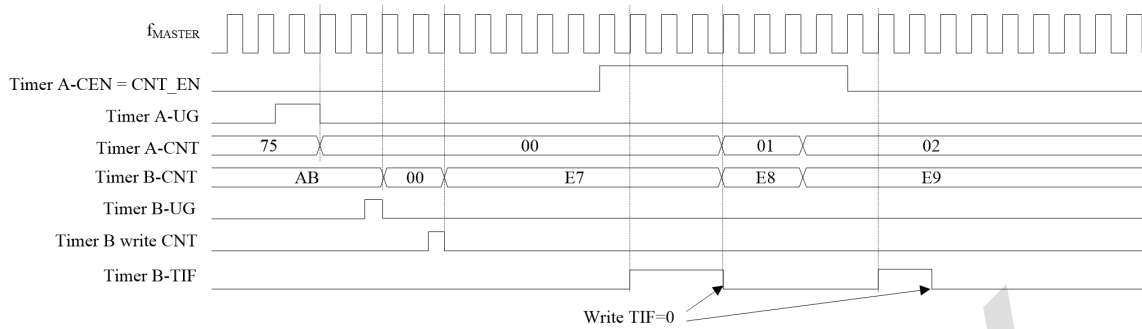 fMASTER
Timer A-CEN = CNT_EN
Timer A-UG
Timer A-CNT 75 00 01 02
Timer B-CNT AB 00 E7 E8 E9
Timer B-UG
Timer B write CNT
Timer B-TIF
Write TIF=0